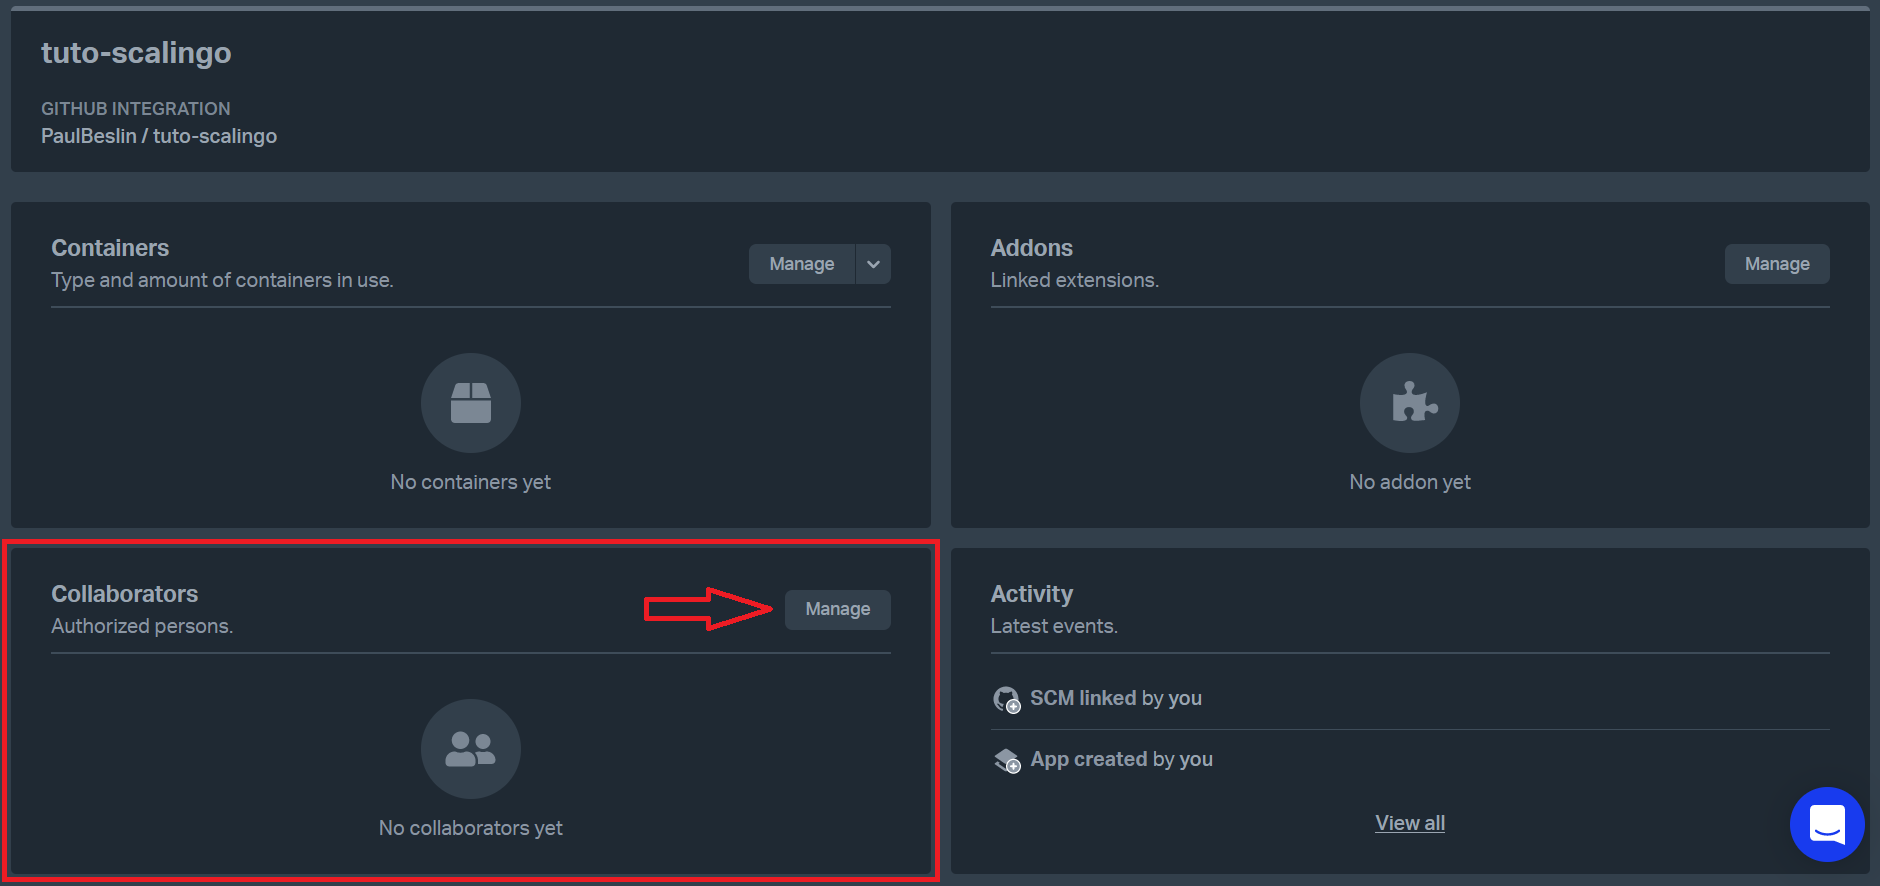 tuto-scalingo
GITHUB INTEGRATION
PaulBeslin / tuto-scalingo
Containers
Type and amount of containers in use.
Manage
No containers yet
Addons
Linked extensions.
Manage
No addon yet
Collaborators
Authorized persons.
Manage
No collaborators yet
Activity
Latest events.
SCM linked by you
App created by you
View all